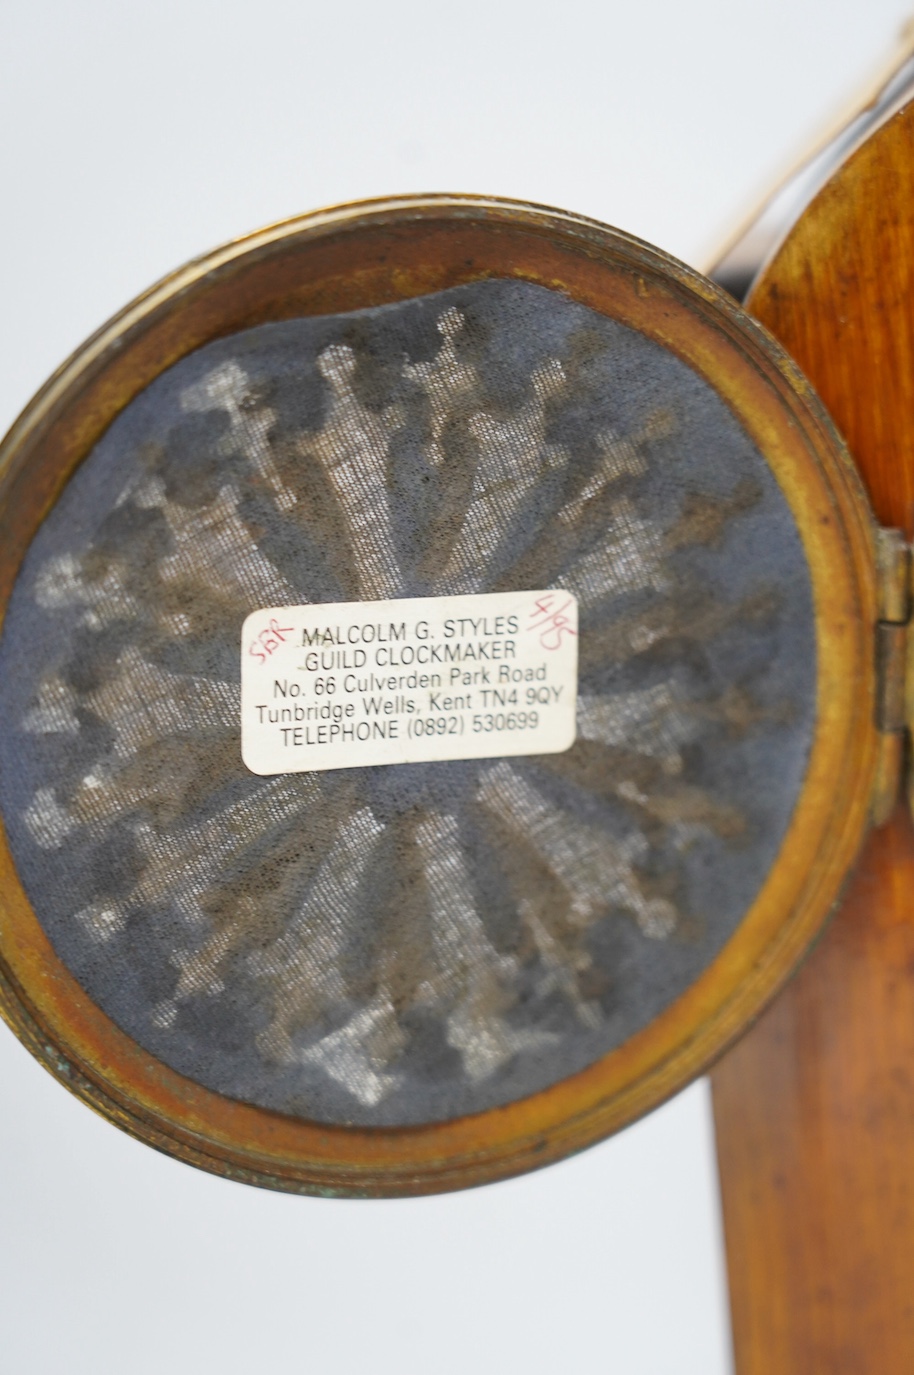 SBR
4/95
MALCOLM G. STYLES
GUILD CLOCKMAKER
No. 66 Culverden Park Road
Tunbridge Wells, Kent TN4 9QY
TELEPHONE (0892) 530699